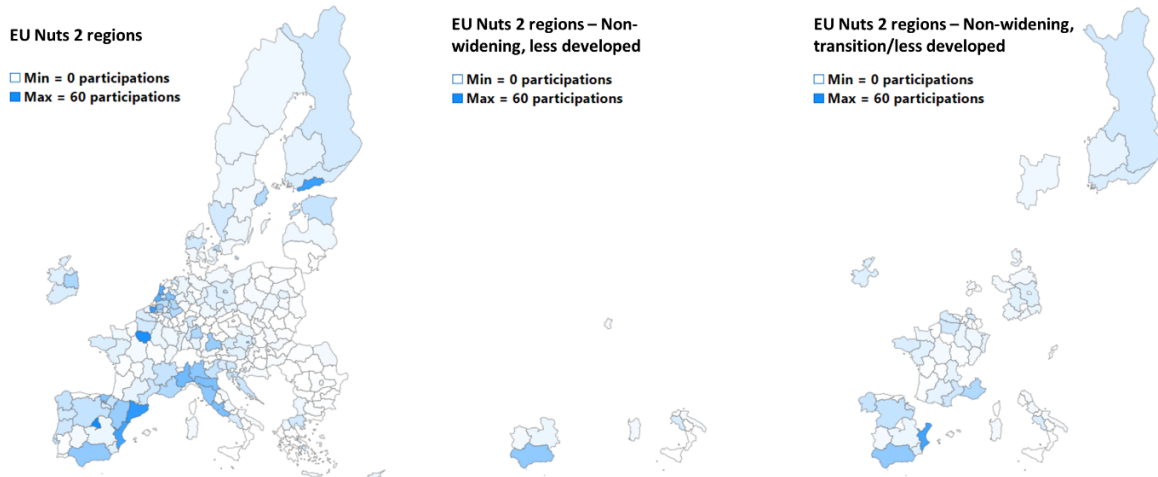 EU Nuts 2 regions
Min = 0 participations
Max = 60 participations
EU Nuts 2 regions – Non-
widening, less developed
Min = 0 participations
Max = 60 participations
EU Nuts 2 regions – Non-widening,
transition/less developed
Min = 0 participations
Max = 60 participations